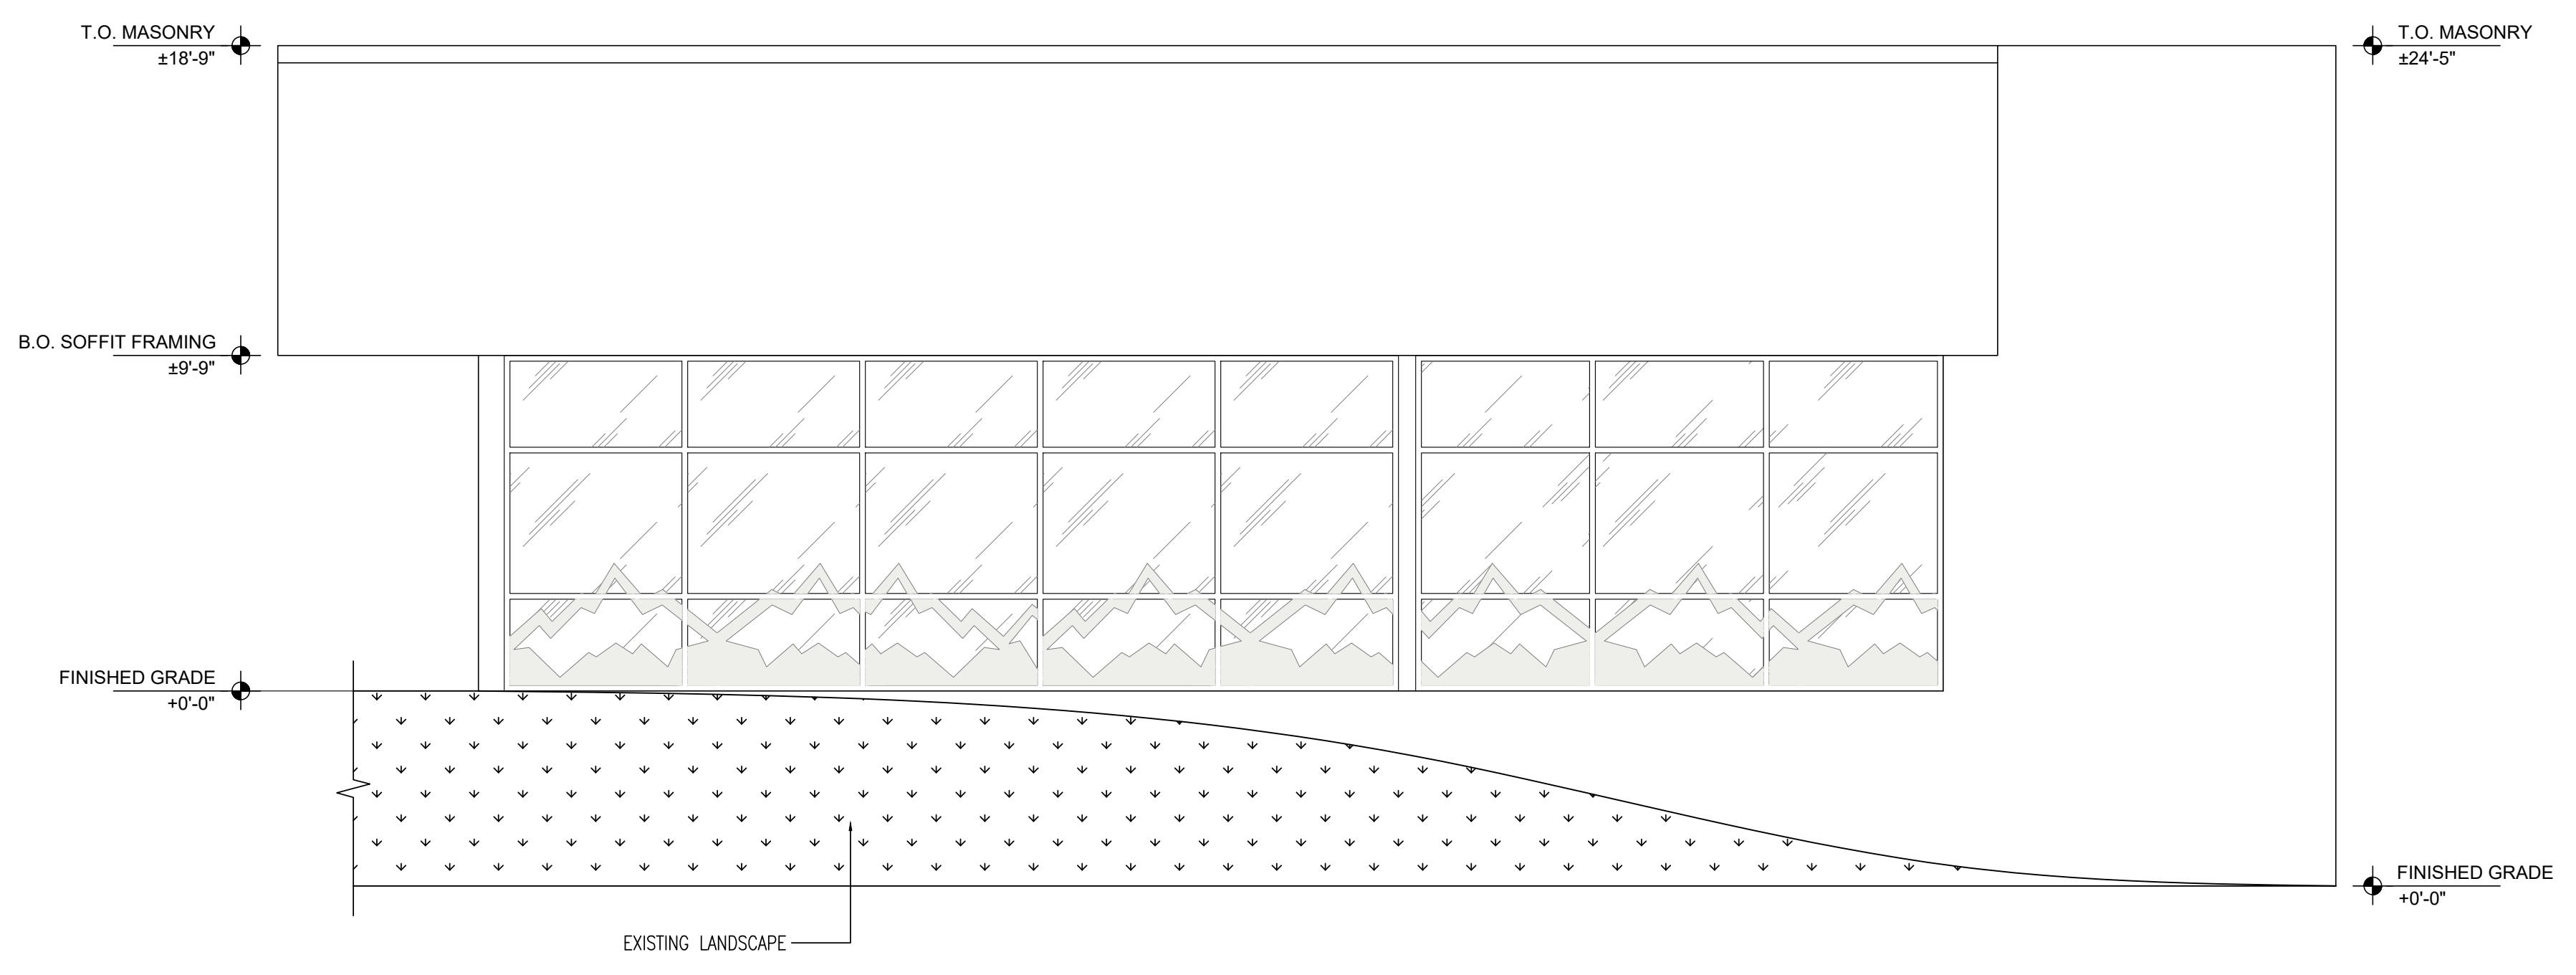 T.O. MASONRY
±18'-9"
T.O. MASONRY
±24'-5"
B.O. SOFFIT FRAMING
±9'-9"
FINISHED GRADE
+0'-0"
FINISHED GRADE
+0'-0"
EXISTING LANDSCAPE